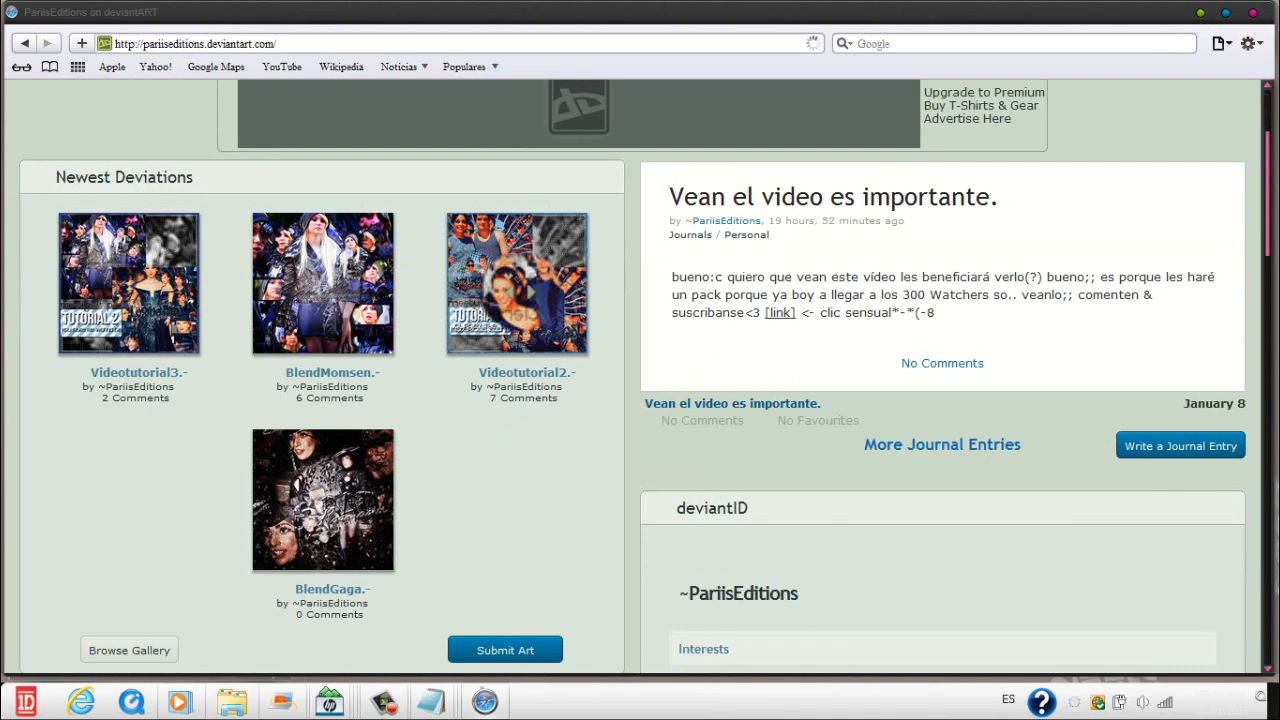 PariisEditions on deviantART
http://pariiseditions.deviantart.com/
Google
Apple Yahoo! Google Maps YouTube Wikipedia Noticias Populares
Upgrade to Premium
Buy T-Shirts & Gear
Advertise Here
Newest Deviations
TUTORIAL 2
TUTORIAL
Videotutorial3.-
by ~PariisEditions
2 Comments
BlendMomsen.-
by ~PariisEditions
6 Comments
Videotutorial2.-
by ~PariisEditions
7 Comments
BlendGaga.-
by ~PariisEditions
0 Comments
Browse Gallery
Submit Art
Vean el video es importante.
by ~PariisEditions, 19 hours, 52 minutes ago
Journals / Personal
bueno:c quiero que vean este vídeo les beneficiará verlo(?) bueno;; es porque les haré
un pack porque ya boy a llegar a los 300 Watchers so.. veanlo;; comenten &
suscribanse<3 [link] <- clic sensual*-*(-8
No Comments
Vean el video es importante. January 8
No Comments No Favourites
More Journal Entries
Write a Journal Entry
deviantID
~PariisEditions
Interests
1D
hp
ES